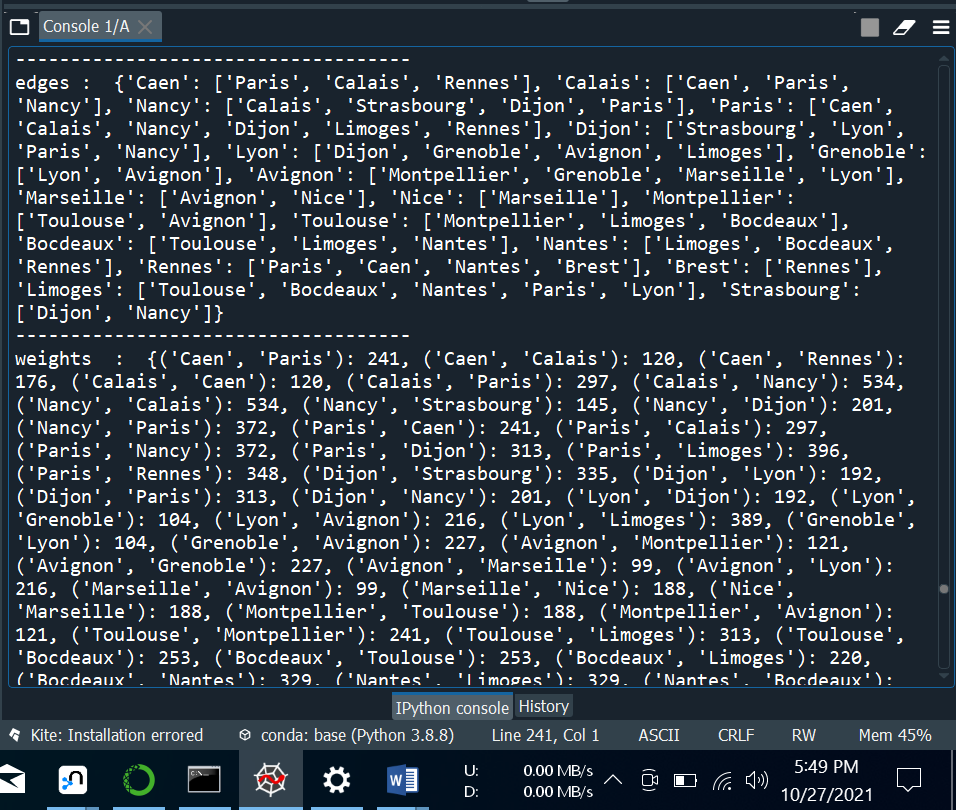 Console 1/A
----------------------------------
edges :  {'Caen': ['Paris', 'Calais', 'Rennes'], 'Calais': ['Caen', 'Paris',
'Nancy'], 'Nancy': ['Calais', 'Strasbourg', 'Dijon', 'Paris'], 'Paris': ['Caen',
'Calais', 'Nancy', 'Dijon', 'Limoges', 'Rennes'], 'Dijon': ['Strasbourg', 'Lyon',
'Paris', 'Nancy'], 'Lyon': ['Dijon', 'Grenoble', 'Avignon', 'Limoges'], 'Grenoble':
['Lyon', 'Avignon'], 'Avignon': ['Montpellier', 'Grenoble', 'Marseille', 'Lyon'],
'Marseille': ['Avignon', 'Nice'], 'Nice': ['Marseille'], 'Montpellier':
['Toulouse', 'Avignon'], 'Toulouse': ['Montpellier', 'Limoges', 'Bocdeaux'],
'Bocdeaux': ['Toulouse', 'Limoges', 'Nantes'], 'Nantes': ['Limoges', 'Bocdeaux',
'Rennes'], 'Rennes': ['Paris', 'Caen', 'Nantes', 'Brest'], 'Brest': ['Rennes'],
'Limoges': ['Toulouse', 'Bocdeaux', 'Nantes', 'Paris', 'Lyon'], 'Strasbourg':
['Dijon', 'Nancy']}
----------------------------------
weights  :  {('Caen', 'Paris'): 241, ('Caen', 'Calais'): 120, ('Caen', 'Rennes'):
176, ('Calais', 'Caen'): 120, ('Calais', 'Paris'): 297, ('Calais', 'Nancy'): 534,
('Nancy', 'Calais'): 534, ('Nancy', 'Strasbourg'): 145, ('Nancy', 'Dijon'): 201,
('Nancy', 'Paris'): 372, ('Paris', 'Caen'): 241, ('Paris', 'Calais'): 297,
('Paris', 'Nancy'): 372, ('Paris', 'Dijon'): 313, ('Paris', 'Limoges'): 396,
('Paris', 'Rennes'): 348, ('Dijon', 'Strasbourg'): 335, ('Dijon', 'Lyon'): 192,
('Dijon', 'Paris'): 313, ('Dijon', 'Nancy'): 201, ('Lyon', 'Dijon'): 192, ('Lyon',
'Grenoble'): 104, ('Lyon', 'Avignon'): 216, ('Lyon', 'Limoges'): 389, ('Grenoble',
'Lyon'): 104, ('Grenoble', 'Avignon'): 227, ('Avignon', 'Montpellier'): 121,
('Avignon', 'Grenoble'): 227, ('Avignon', 'Marseille'): 99, ('Avignon', 'Lyon'):
216, ('Marseille', 'Avignon'): 99, ('Marseille', 'Nice'): 188, ('Nice',
'Marseille'): 188, ('Montpellier', 'Toulouse'): 188, ('Montpellier', 'Avignon'):
121, ('Toulouse', 'Montpellier'): 241, ('Toulouse', 'Limoges'): 313, ('Toulouse',
'Bocdeaux'): 253, ('Bocdeaux', 'Toulouse'): 253, ('Bocdeaux', 'Limoges'): 220,
('Bocdeaux', 'Nantes'): 329, ('Nantes', 'Limoges'): 329, ('Nantes', 'Bocdeaux'):
IPython console History
Kite: Installation errored conda: base (Python 3.8.8) Line 241, Col 1 ASCII CRLF RW Mem 45%
U: 0.00 MB/s
D: 0.00 MB/s
5:49 PM
10/27/2021